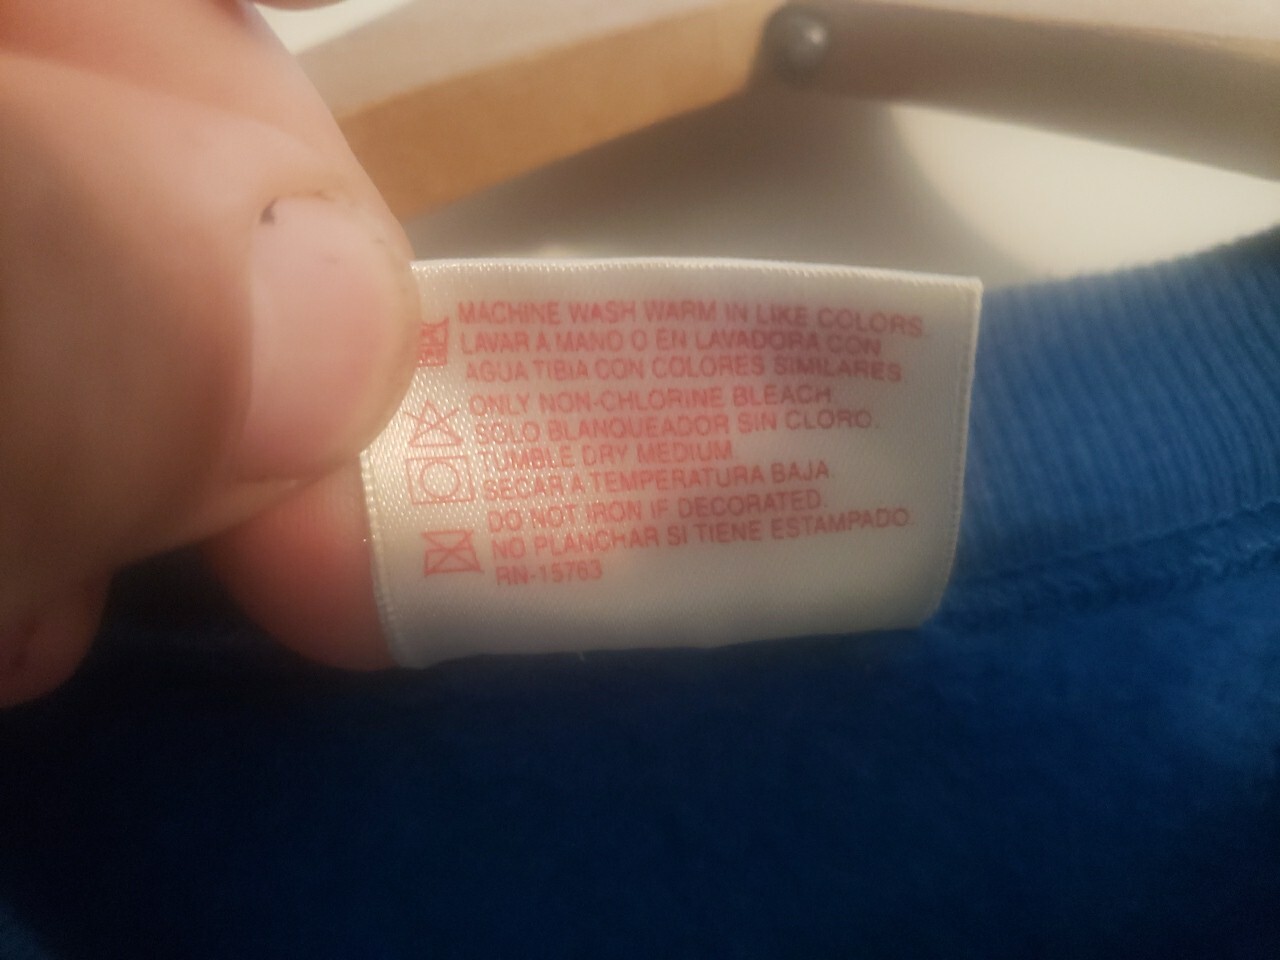 MACHINE WASH WARM IN LIKE COLORS.
LAVAR A MANO O EN LAVADORA CON
AGUA TIBIA CON COLORES SIMILARES
ONLY NON-CHLORINE BLEACH.
SOLO BLANQUEADOR SIN CLORO.
TUMBLE DRY MEDIUM.
SECAR A TEMPERATURA BAJA.
DO NOT IRON IF DECORATED.
NO PLANCHAR SI TIENE ESTAMPADO.
RN-15763